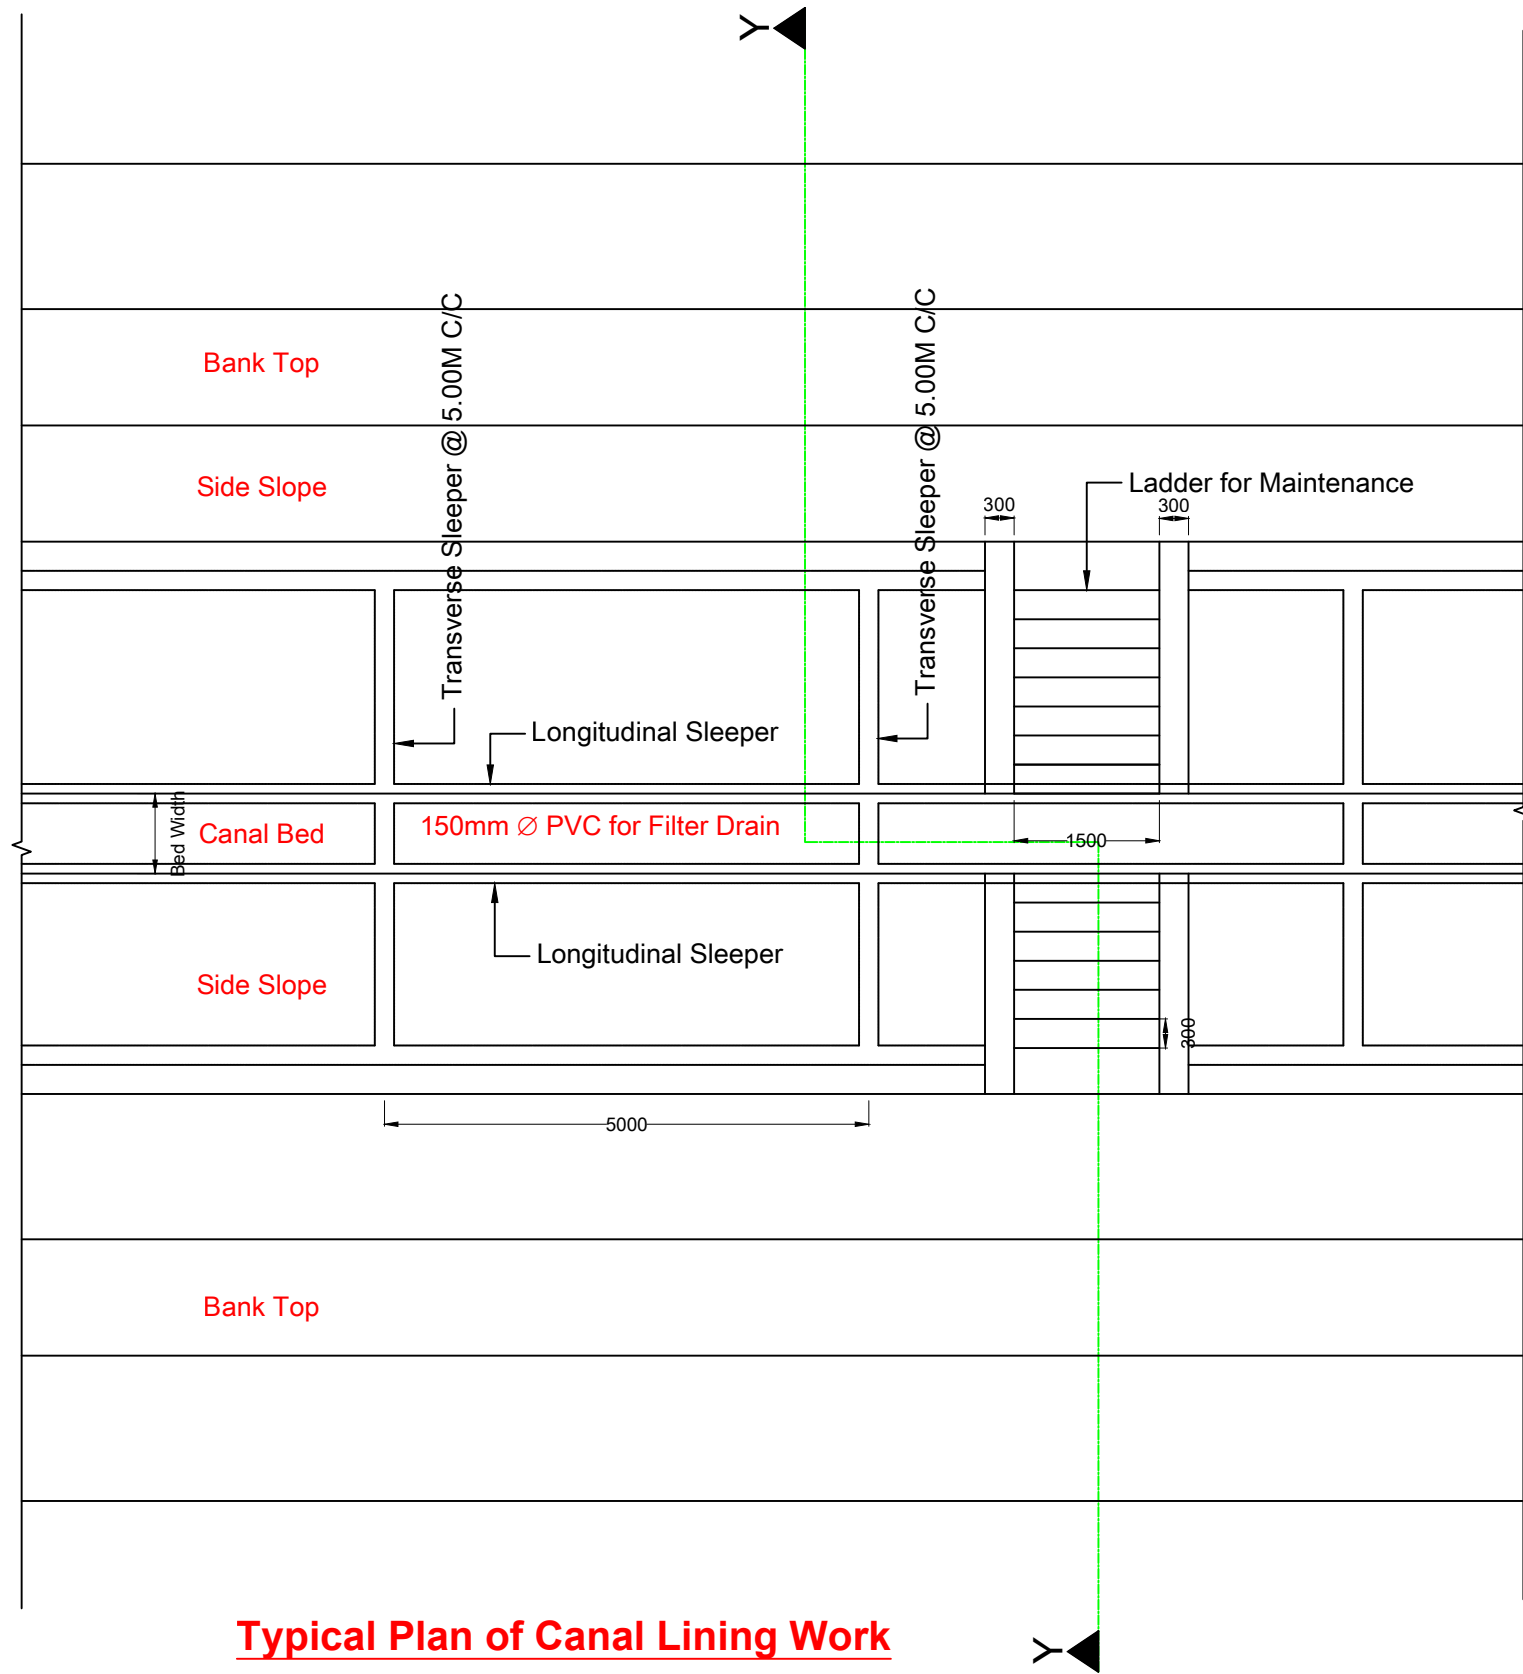 Y
Transverse Sleeper @ 5.00M C/C
Transverse Sleeper @ 5.00M C/C
Bank Top
Side Slope
Ladder for Maintenance
300
300
Longitudinal Sleeper
Bed Width
Canal Bed
150mm ∅ PVC for Filter Drain
1500
Longitudinal Sleeper
Side Slope
300
5000
Bank Top
Typical Plan of Canal Lining Work
Y